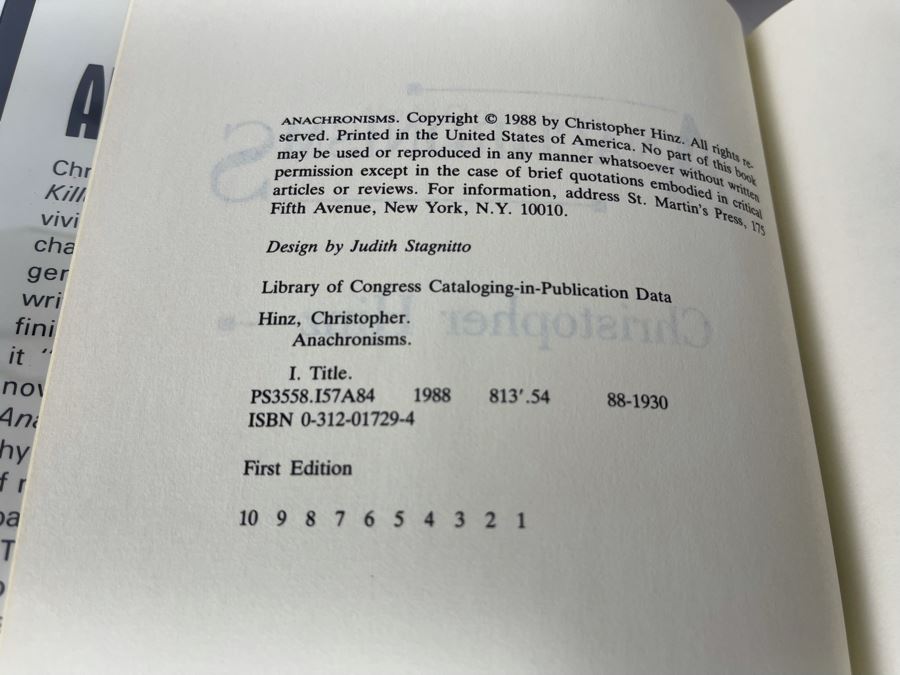 ANACHRONISMS. Copyright © 1988 by Christopher Hinz. All rights re-
served. Printed in the United States of America. No part of this book
may be used or reproduced in any manner whatsoever without written
permission except in the case of brief quotations embodied in critical
articles or reviews. For information, address St. Martin's Press, 175
Fifth Avenue, New York, N.Y. 10010.
Design by Judith Stagnitto
Library of Congress Cataloging-in-Publication Data
Hinz, Christopher.
Anachronisms.
I. Title.
PS3558.I57A84 1988 813'.54 88-1930
ISBN 0-312-01729-4
First Edition
10 9 8 7 6 5 4 3 2 1